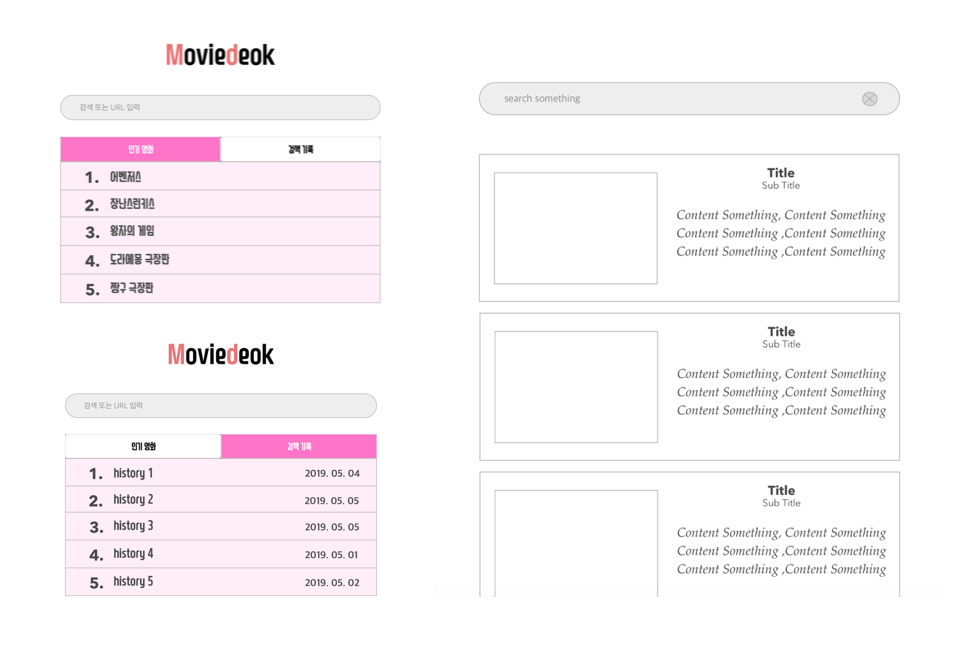 Moviedeok
검색 또는 URL 입력
인기 영화
검색 기록
1. 어벤저스
2. 장난스런키스
3. 왕자의 게임
4. 도라에몽 극장판
5. 짱구 극장판
Moviedeok
검색 또는 URL 입력
인기 영화
검색 기록
1. history 1 2019. 05. 04
2. history 2 2019. 05. 05
3. history 3 2019. 05. 05
4. history 4 2019. 05. 01
5. history 5 2019. 05. 02
search something
Title
Sub Title
Content Something, Content Something
Content Something ,Content Something
Content Something ,Content Something
Title
Sub Title
Content Something, Content Something
Content Something ,Content Something
Content Something ,Content Something
Title
Sub Title
Content Something, Content Something
Content Something ,Content Something
Content Something ,Content Something